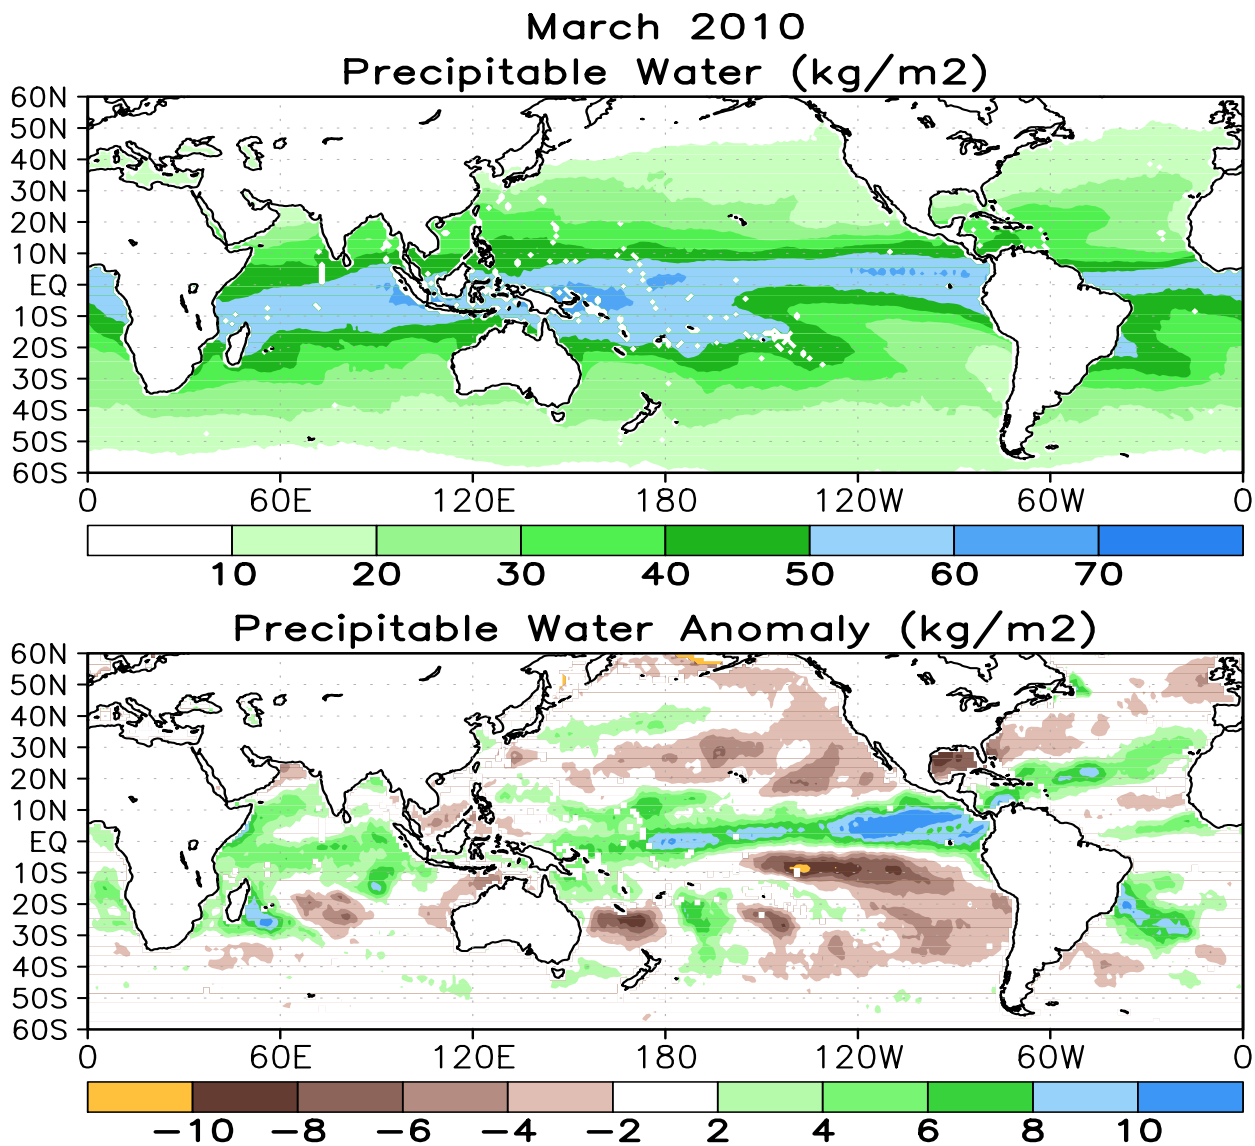 March 2010
Precipitable Water (kg/m2)
60N
50N
40N
30N
20N
10N
EQ
10S
20S
30S
40S
50S
60S
0 60E 120E 180 120W 60W 0
10 20 30 40 50 60 70
Precipitable Water Anomaly (kg/m2)
60N
50N
40N
30N
20N
10N
EQ
10S
20S
30S
40S
50S
60S
0 60E 120E 180 120W 60W 0
−10 −8 −6 −4 −2 2 4 6 8 10